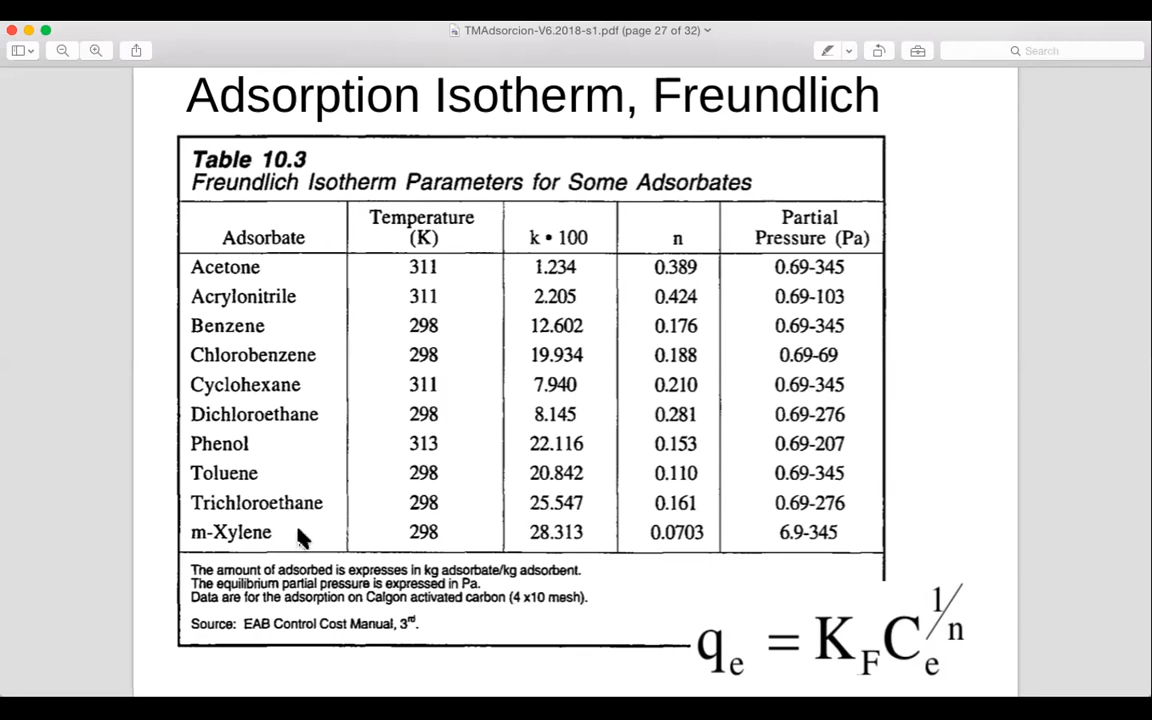 TMAdsorcion-V6.2018-s1.pdf (page 27 of 32)
Search
Adsorption Isotherm, Freundlich
Table 10.3
Freundlich Isotherm Parameters for Some Adsorbates
Adsorbate Temperature (K) k • 100 n Partial Pressure (Pa)
Acetone 311 1.234 0.389 0.69-345
Acrylonitrile 311 2.205 0.424 0.69-103
Benzene 298 12.602 0.176 0.69-345
Chlorobenzene 298 19.934 0.188 0.69-69
Cyclohexane 311 7.940 0.210 0.69-345
Dichloroethane 298 8.145 0.281 0.69-276
Phenol 313 22.116 0.153 0.69-207
Toluene 298 20.842 0.110 0.69-345
Trichloroethane 298 25.547 0.161 0.69-276
m-Xylene 298 28.313 0.0703 6.9-345
The amount of adsorbed is expresses in kg adsorbate/kg adsorbent.
The equilibrium partial pressure is expressed in Pa.
Data are for the adsorption on Calgon activated carbon (4 x10 mesh).
Source: EAB Control Cost Manual, 3rd.
qe = KF Ce 1/n